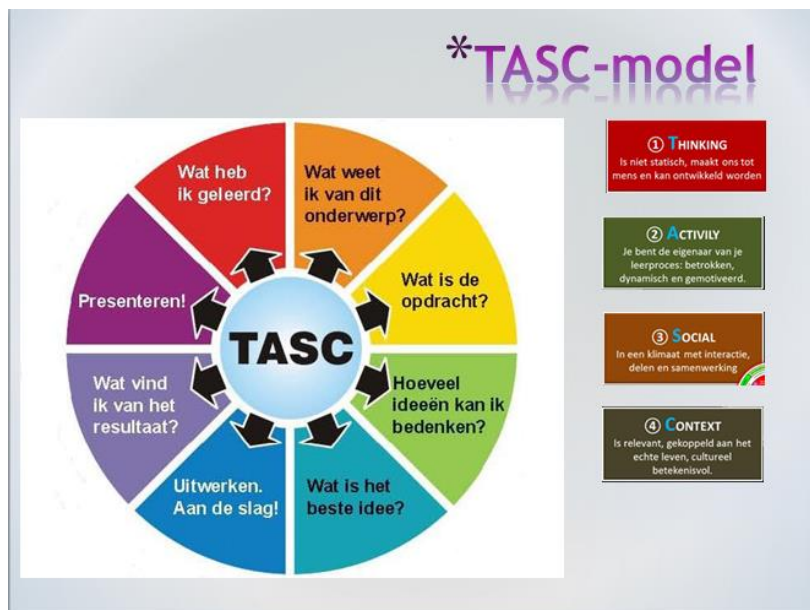 *TASC-model
Wat heb
ik geleerd?
Wat weet
ik van dit
onderwerp?
Wat is de
opdracht?
Hoeveel
ideeën kan ik
bedenken?
Wat is het
beste idee?
Uitwerken.
Aan de slag!
Wat vind
ik van het
resultaat?
Presenteren!
TASC
① THINKING
Is niet statisch, maakt ons tot
mens en kan ontwikkeld worden
② ACTIVILY
Je bent de eigenaar van je
leerproces: betrokken,
dynamisch en gemotiveerd.
③ SOCIAL
In een klimaat met interactie,
delen en samenwerking
④ CONTEXT
Is relevant, gekoppeld aan het
echte leven, cultureel
betekenisvol.